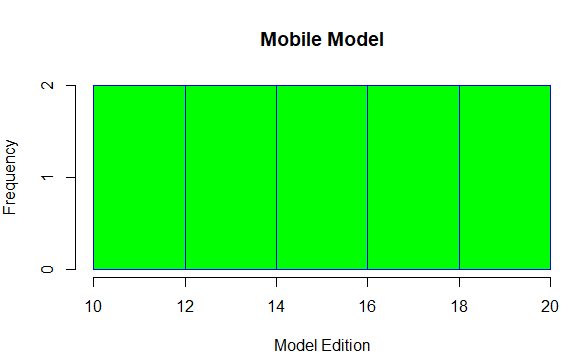 Mobile Model
Frequency
2
1
0
10 12 14 16 18 20
Model Edition